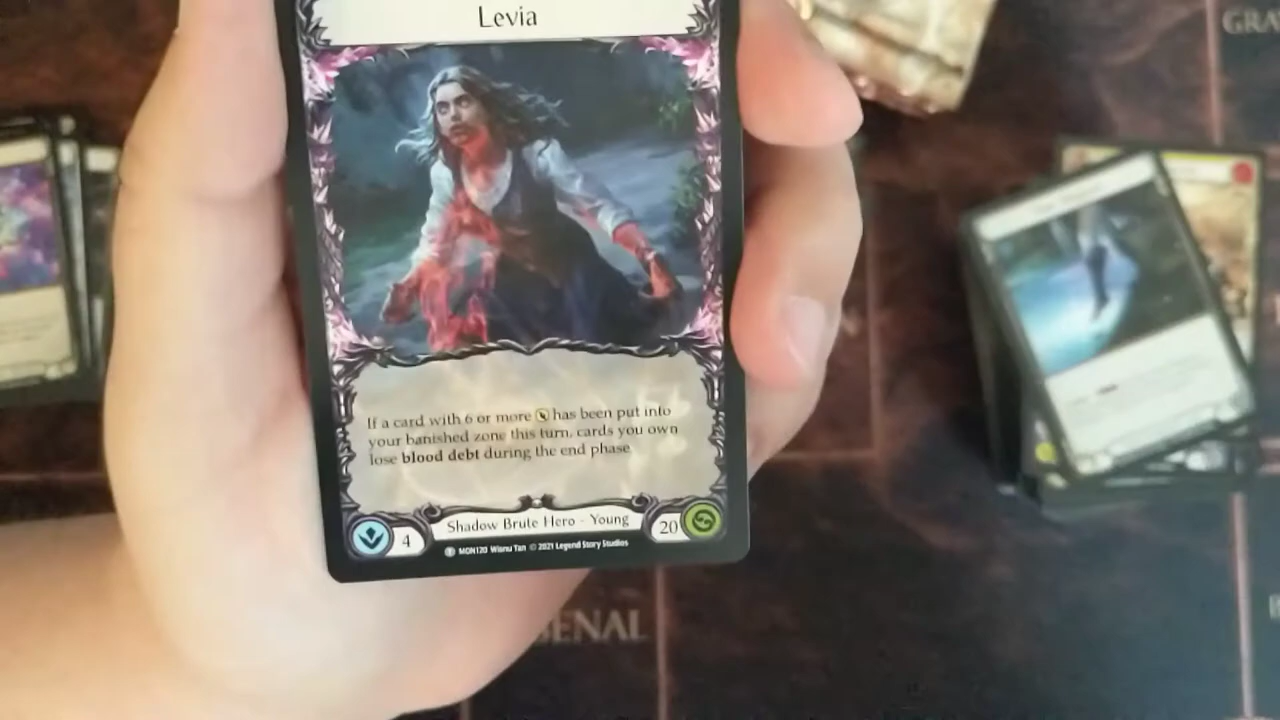 Levia
GRA
If a card with 6 or more has been put into
your banished zone this turn, cards you own
lose blood debt during the end phase
4
Shadow Brute Hero - Young
20
MON120 Wisnu Tan © 2021 Legend Story Studios
SENAL